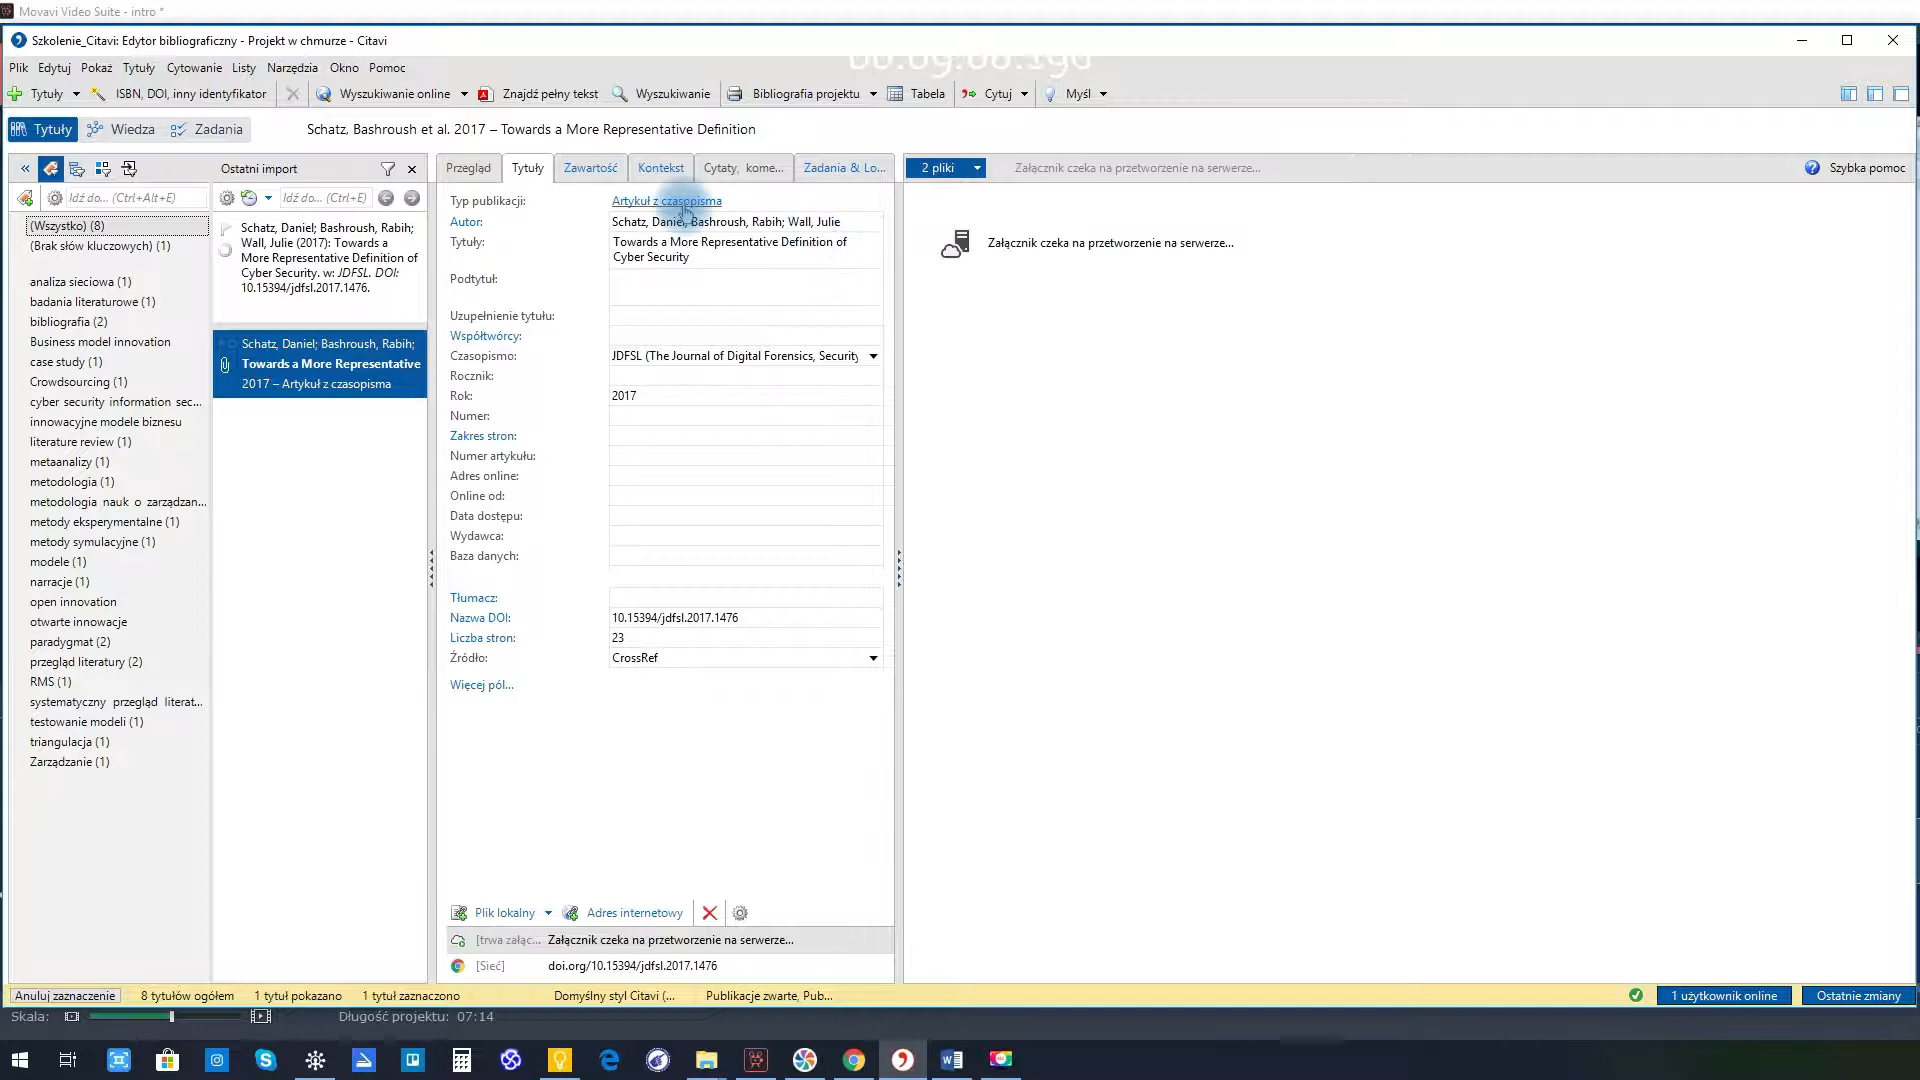 Movavi Video Suite - intro *
Szkolenie_Citavi: Edytor bibliograficzny - Projekt w chmurze - Citavi
Plik Edytuj Pokaż Tytuły Cytowanie Listy Narzędzia Okno Pomoc
Tytuły ISBN, DOI, inny identyfikator Wyszukiwanie online Znajdź pełny tekst Wyszukiwanie Bibliografia projektu Tabela Cytuj Myśl
Tytuły Wiedza Zadania Schatz, Bashroush et al. 2017 – Towards a More Representative Definition
Idź do... (Ctrl+Alt+E)
(Wszystko) (8)
(Brak słów kluczowych) (1)
analiza sieciowa (1)
badania literaturowe (1)
bibliografia (2)
Business model innovation
case study (1)
Crowdsourcing (1)
cyber security information sec...
innowacyjne modele biznesu
literature review (1)
metaanalizy (1)
metodologia (1)
metodologia nauk o zarządzan...
metody eksperymentalne (1)
metody symulacyjne (1)
modele (1)
narracje (1)
open innovation
otwarte innowacje
paradygmat (2)
przegląd literatury (2)
RMS (1)
systematyczny przegląd literat...
testowanie modeli (1)
triangulacja (1)
Zarządzanie (1)
Ostatni import
Idź do... (Ctrl+E)
Schatz, Daniel; Bashroush, Rabih;
Wall, Julie (2017): Towards a
More Representative Definition of
Cyber Security. w: JDFSL. DOI:
10.15394/jdfsl.2017.1476.
Schatz, Daniel; Bashroush, Rabih;
Towards a More Representative
2017 – Artykuł z czasopisma
Przegląd Tytuły Zawartość Kontekst Cytaty, kome... Zadania & Lo...
Typ publikacji: Artykuł z czasopisma
Autor: Schatz, Daniel; Bashroush, Rabih; Wall, Julie
Tytuły: Towards a More Representative Definition of
Cyber Security
Podtytuł:
Uzupełnienie tytułu:
Współtwórcy:
Czasopismo: JDFSL (The Journal of Digital Forensics, Security
Rocznik:
Rok: 2017
Numer:
Zakres stron:
Numer artykułu:
Adres online:
Online od:
Data dostępu:
Wydawca:
Baza danych:
Tłumacz:
Nazwa DOI: 10.15394/jdfsl.2017.1476
Liczba stron: 23
Źródło: CrossRef
Więcej pól...
Plik lokalny Adres internetowy
[trwa załąc... Załącznik czeka na przetworzenie na serwerze...
[Sieć] doi.org/10.15394/jdfsl.2017.1476
2 pliki Załącznik czeka na przetworzenie na serwerze... Szybka pomoc
Załącznik czeka na przetworzenie na serwerze...
Anuluj zaznaczenie 8 tytułów ogółem 1 tytuł pokazano 1 tytuł zaznaczono Domyślny styl Citavi (... Publikacje zwarte, Pub... 1 użytkownik online Ostatnie zmiany
Skala: Długość projektu: 07:14